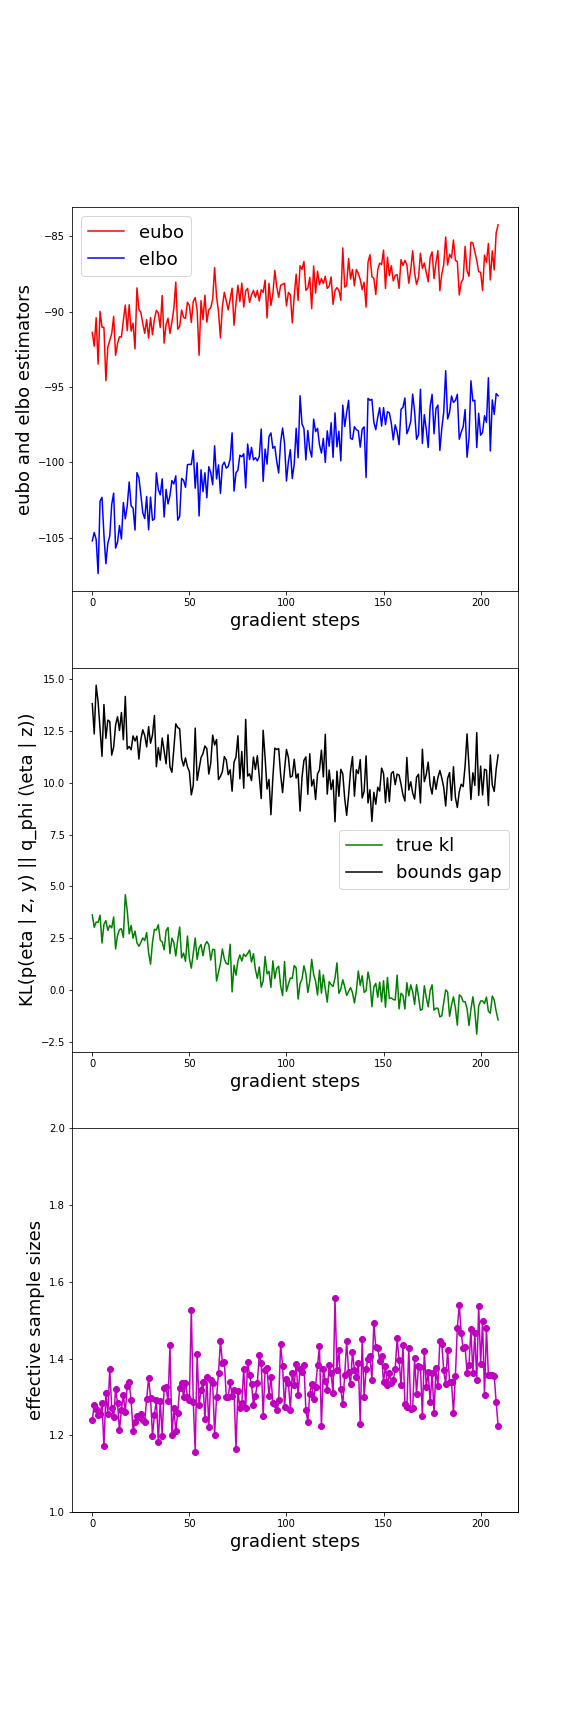 eubo
elbo
−85
−90
−95
−100
−105
eubo and elbo estimators
0 50 100 150 200
gradient steps
15.0
12.5
10.0
7.5
5.0
2.5
0.0
−2.5
KL(p(eta | z, y) || q_phi (\eta | z))
true kl
bounds gap
0 50 100 150 200
gradient steps
2.0
1.8
1.6
1.4
1.2
1.0
effective sample sizes
0 50 100 150 200
gradient steps